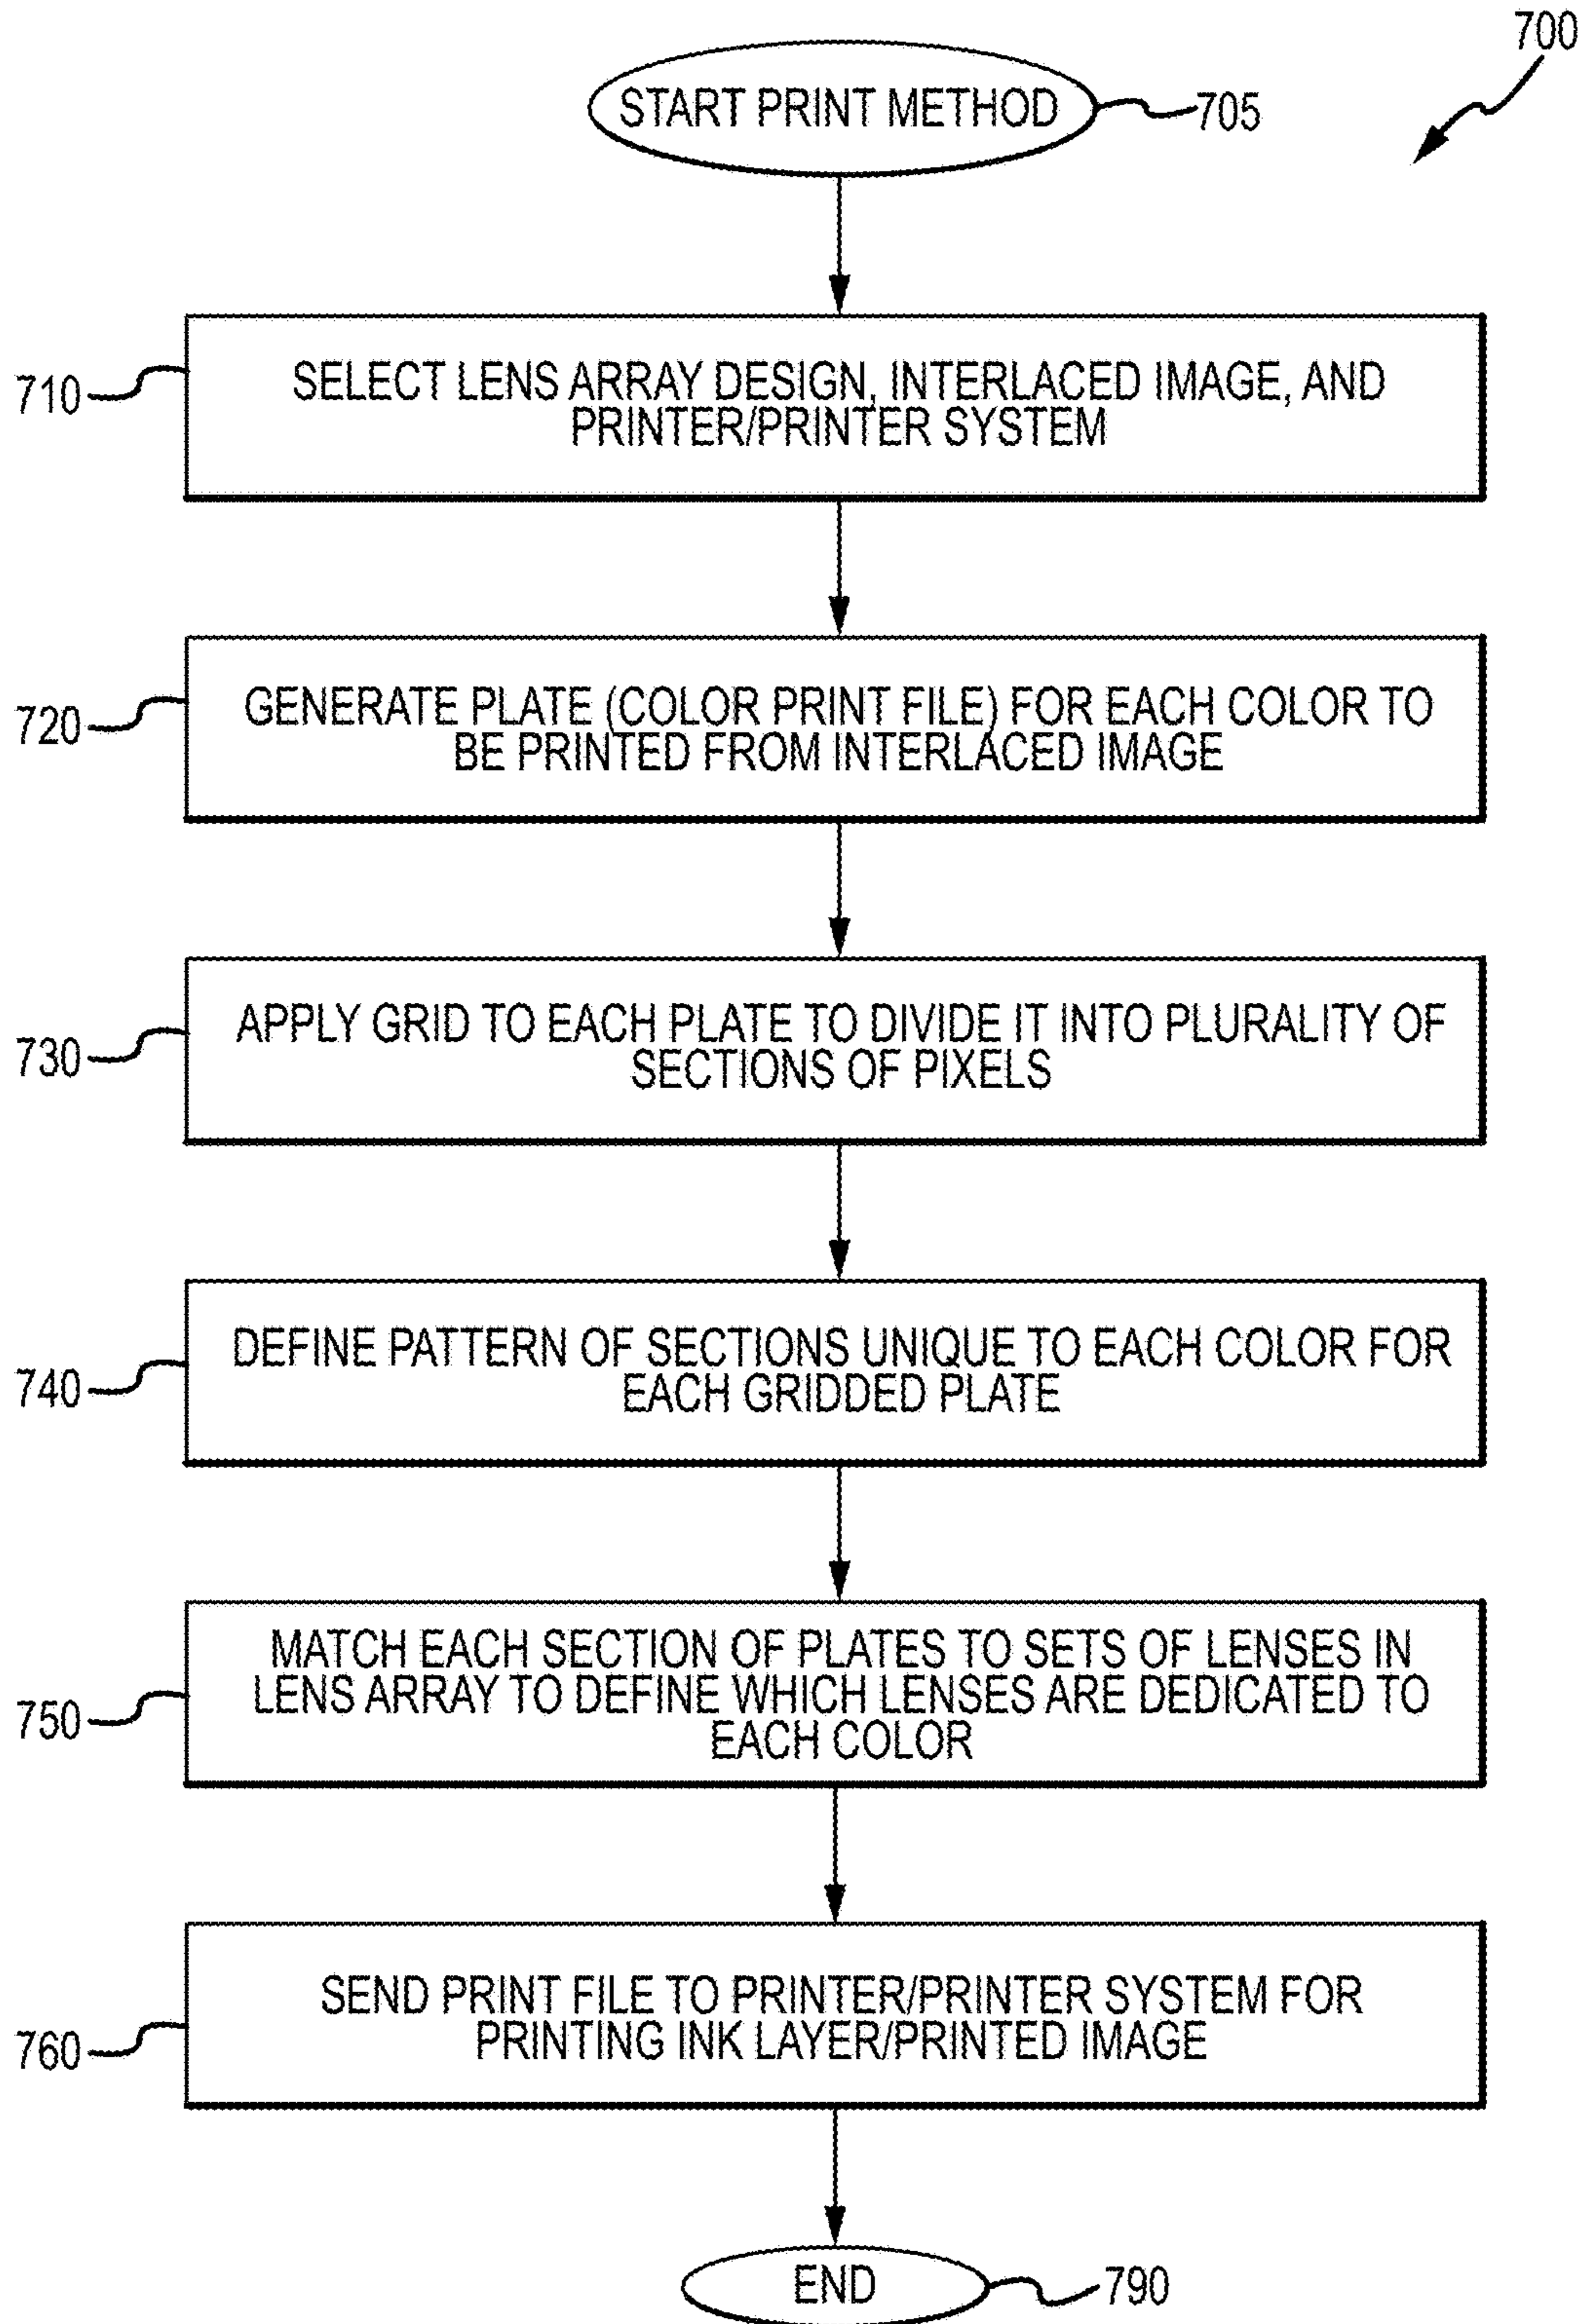 700
START PRINT METHOD
705
710
SELECT LENS ARRAY DESIGN, INTERLACED IMAGE, AND
PRINTER/PRINTER SYSTEM
720
GENERATE PLATE (COLOR PRINT FILE) FOR EACH COLOR TO
BE PRINTED FROM INTERLACED IMAGE
730
APPLY GRID TO EACH PLATE TO DIVIDE IT INTO PLURALITY OF
SECTIONS OF PIXELS
740
DEFINE PATTERN OF SECTIONS UNIQUE TO EACH COLOR FOR
EACH GRIDDED PLATE
750
MATCH EACH SECTION OF PLATES TO SETS OF LENSES IN
LENS ARRAY TO DEFINE WHICH LENSES ARE DEDICATED TO
EACH COLOR
760
SEND PRINT FILE TO PRINTER/PRINTER SYSTEM FOR
PRINTING INK LAYER/PRINTED IMAGE
END
790